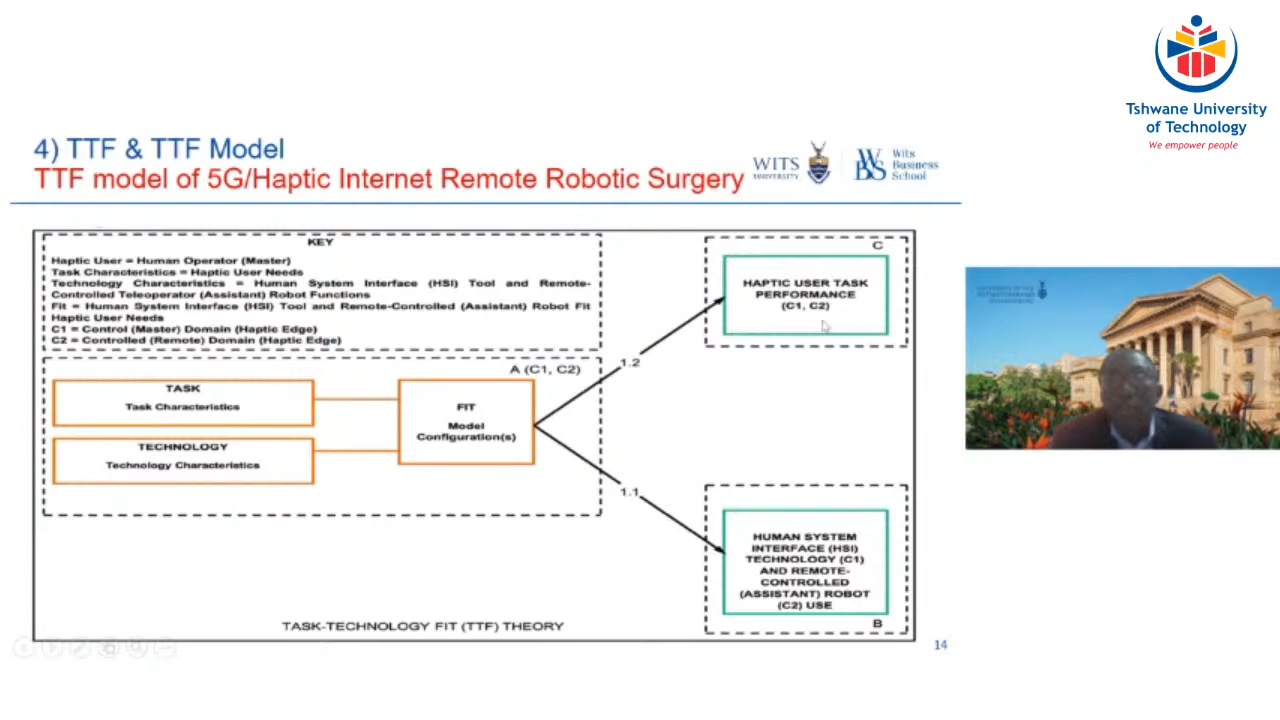 Tshwane University
of Technology
We empower people
4) TTF & TTF Model
TTF model of 5G/Haptic Internet Remote Robotic Surgery
WITS
UNIVERSITY
WBS
Wits
Business
School
KEY
Haptic User = Human Operator (Master)
Task Characteristics = Haptic User Needs
Technology Characteristics = Human System Interface (HSI) Tool and Remote-
Controlled Teleoperator (Assistant) Robot Functions
Fit = Human System Interface (HSI) Tool and Remote-Controlled (Assistant) Robot Fit
Haptic User Needs
C1 = Control (Master) Domain (Haptic Edge)
C2 = Controlled (Remote) Domain (Haptic Edge)
A (C1, C2)
TASK
Task Characteristics
TECHNOLOGY
Technology Characteristics
FIT
Model
Configuration(s)
1.2
1.1
C
HAPTIC USER TASK
PERFORMANCE
(C1, C2)
HUMAN SYSTEM
INTERFACE (HSI)
TECHNOLOGY (C1)
AND REMOTE-
CONTROLLED
(ASSISTANT) ROBOT
(C2) USE
B
TASK-TECHNOLOGY FIT (TTF) THEORY
14